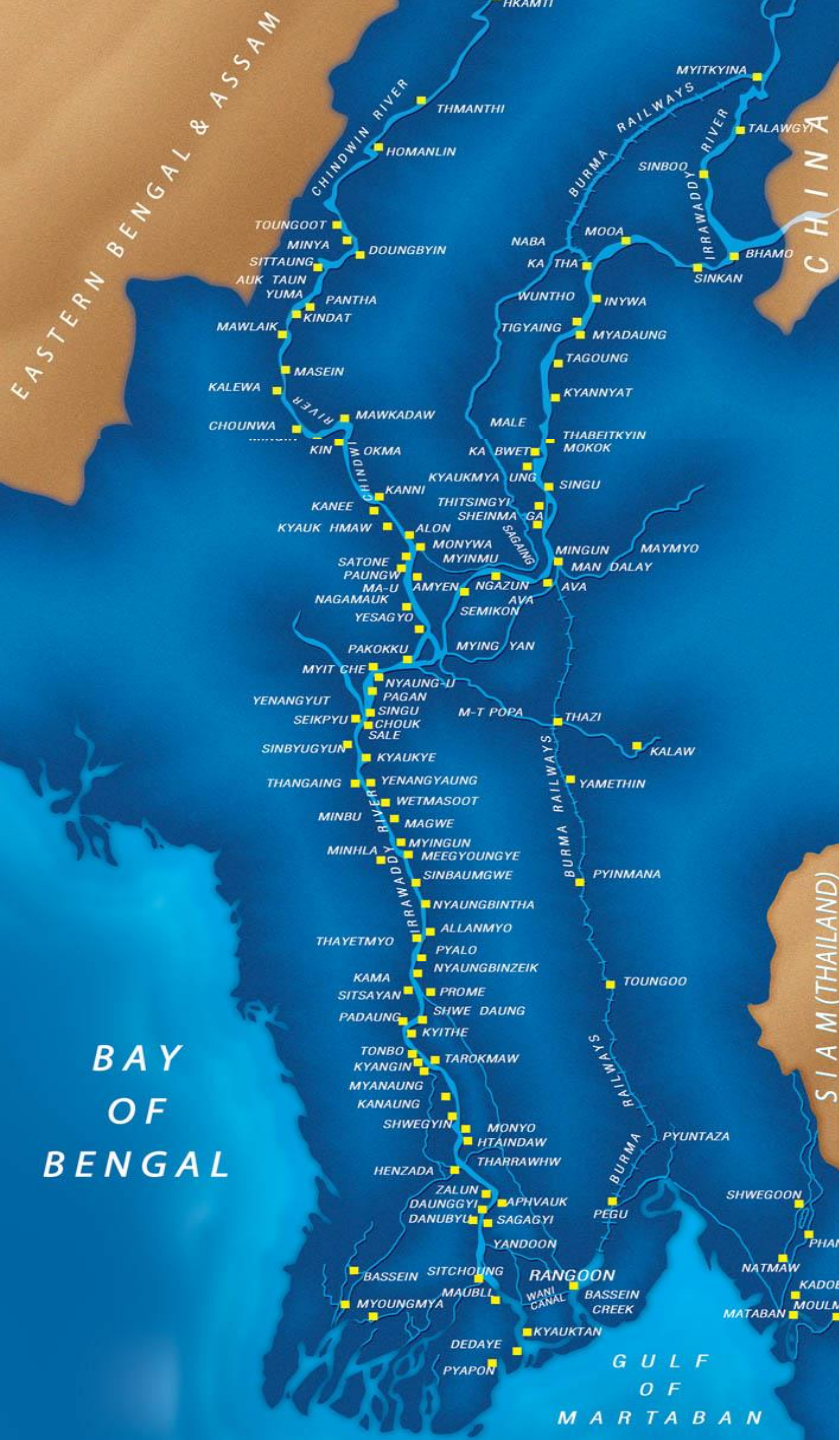 HKAMTI
EASTERN BENGAL & ASSAM
CHINDWIN RIVER
THMANTHI
HOMANLIN
MYITKYINA
BURMA RAILWAYS
TALAWGYI
IRRAWADDY RIVER
SINBOO
CHINA
TOUNGOOT
MINYA
DOUNGBYIN
SITTAUNG
AUK TAUN
YUMA
PANTHA
KINDAT
MAWLAIK
NABA
MOOA
KA THA
BHAMO
SINKAN
WUNTHO
INYWA
TIGYAING
MYADAUNG
TAGOUNG
MASEIN
KALEWA
KYANNYAT
RIVER
MAWKADAW
CHOUNWA
KIN
OKMA
CHINDWI
MALE
THABEITKYIN
MOKOK
KA BWET
KYAUKMYA UNG
SINGU
KANNI
KANEE
THITSINGYI
SHEINMA GA
KYAUK HMAW
ALON
MONYWA
SAGAING
MINGUN
MAYMYO
MAN DALAY
SATONE
MYINMU
PAUNGW
MA-U
AMYEN
NGAZUN
AVA
AVA
NAGAMAUK
SEMIKON
YESAGYO
PAKOKKU
MYING YAN
MYIT CHE
NYAUNG-U
PAGAN
YENANGYUT
SINGU
M-T POPA
THAZI
SEIKPYU
CHOUK
SALE
SINBYUGYUN
KALAW
KYAUKYE
THANGAING
YENANGYAUNG
BURMA RAILWAYS
YAMETHIN
WETMASOOT
MINBU
IRRAWADDY RIVER
MAGWE
MYINGUN
MINHLA
MEEGYOUNGYE
SINBAUMGWE
PYINMANA
NYAUNGBINTHA
SIAM (THAILAND)
ALLANMYO
THAYETMYO
PYALO
NYAUNGBINZEIK
KAMA
TOUNGOO
SITSAYAN
PROME
SHWE DAUNG
PADAUNG
KYITHE
BAY
OF
BENGAL
TONBO
TAROKMAW
KYANGIN
RAILWAYS
MYANAUNG
KANAUNG
SHWEGYIN
MONYO
HTAINDAW
PYUNTAZA
BURMA
THARRAWHW
HENZADA
ZALUN
APHVAUK
DAUNGGYI
SHWEGOON
DANUBYU
SAGAGYI
PEGU
YANDOON
NATMAW
SITCHOUNG
RANGOON
BASSEIN
MAUBLL
WANI
CANAL
BASSEIN
CREEK
MYOUNGMYA
MATABAN
KYAUKTAN
DEDAYE
PYAPON
GULF
OF
MARTABAN